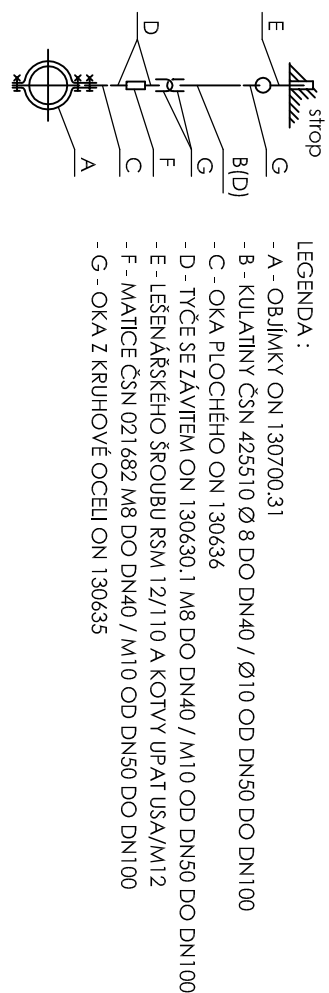 strop
E
G
B(D)
G
D
F
C
A
LEGENDA :
- A - OBJÍMKY ON 130700.31
- B - KULATINY ČSN 425510 Ø 8 DO DN40 / Ø10 OD DN50 DO DN100
- C - OKA PLOCHÉHO ON 130636
- D - TYČE SE ZÁVITEM ON 130630.1 M8 DO DN40 / M10 OD DN50 DO DN100
- E - LEŠENÁŘSKÉHO ŠROUBU RSM 12/110 A KOTVY UPAT USA/M12
- F - MATICE ČSN 021682 M8 DO DN40 / M10 OD DN50 DO DN100
- G - OKA Z KRUHOVÉ OCELI ON 130635